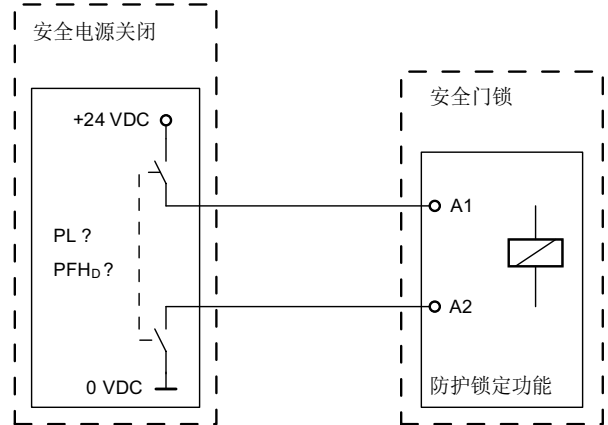 安全电源关闭
+24 VDC
PL ?
PFHD ?
0 VDC
安全门锁
A1
A2
防护锁定功能